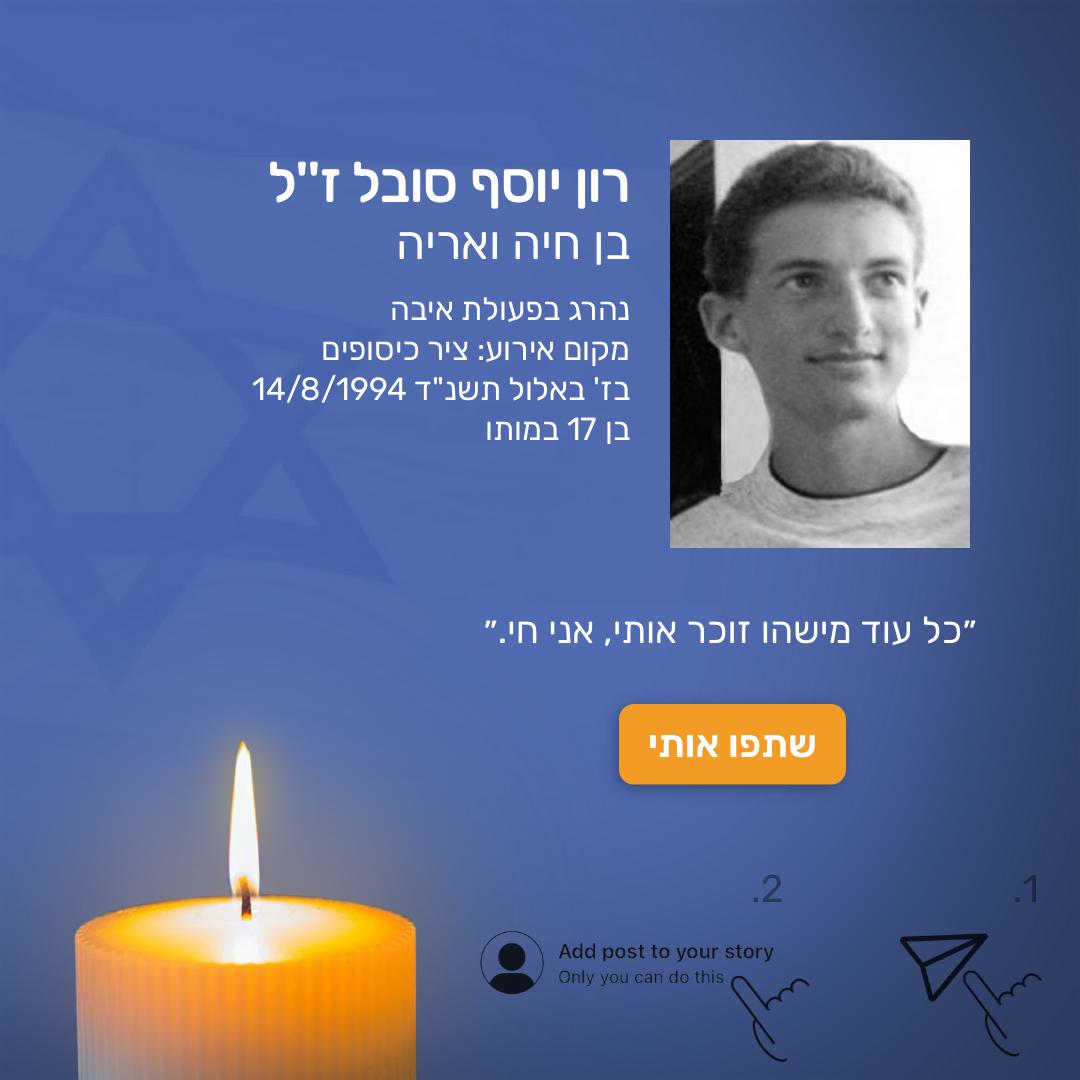 רון יוסף סובל ז"ל
בן חיה ואריה
נהרג בפעולת איבה
מקום אירוע: ציר כיסופים
בז' באלול תשנ"ד 14/8/1994
בן 17 במותו
״כל עוד מישהו זוכר אותי, אני חי.״
שתפו אותי
1.
2.
Add post to your story
Only you can do this